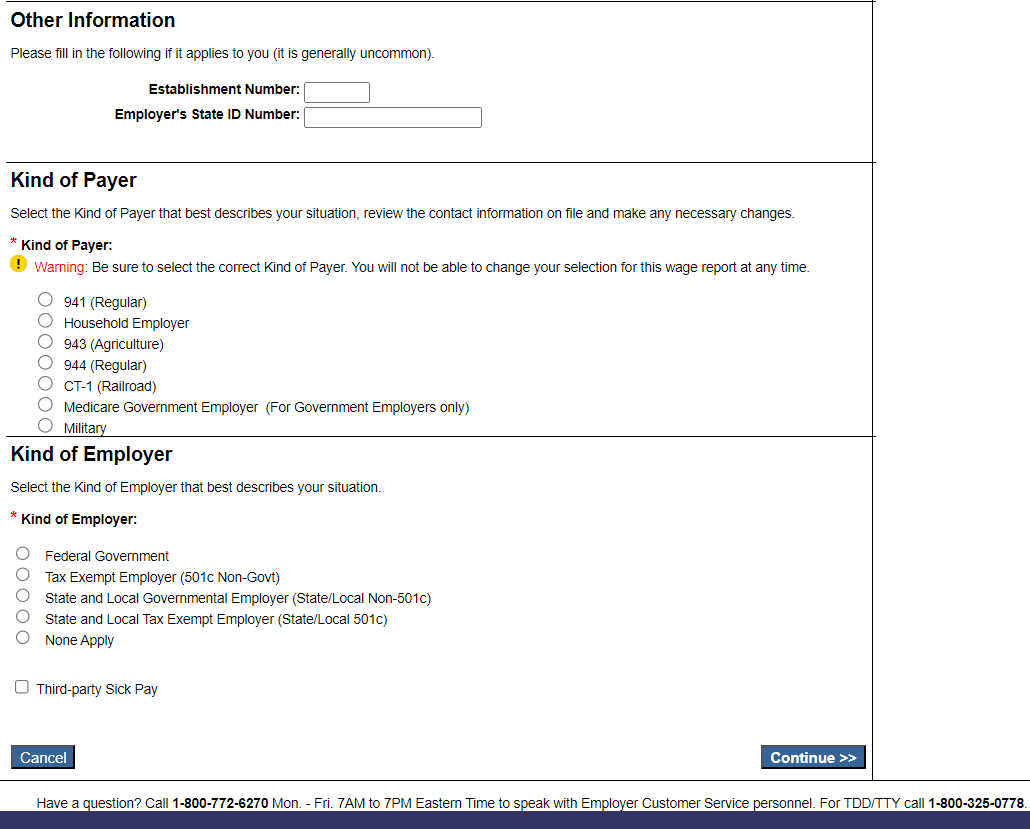 Other Information
Please fill in the following if it applies to you (it is generally uncommon).
Establishment Number:
Employer's State ID Number:
Kind of Payer
Select the Kind of Payer that best describes your situation, review the contact information on file and make any necessary changes.
* Kind of Payer:
! Warning: Be sure to select the correct Kind of Payer. You will not be able to change your selection for this wage report at any time.
941 (Regular)
Household Employer
943 (Agriculture)
944 (Regular)
CT-1 (Railroad)
Medicare Government Employer (For Government Employers only)
Military
Kind of Employer
Select the Kind of Employer that best describes your situation.
* Kind of Employer:
Federal Government
Tax Exempt Employer (501c Non-Govt)
State and Local Governmental Employer (State/Local Non-501c)
State and Local Tax Exempt Employer (State/Local 501c)
None Apply
Third-party Sick Pay
Cancel
Continue >>
Have a question? Call 1-800-772-6270 Mon. - Fri. 7AM to 7PM Eastern Time to speak with Employer Customer Service personnel. For TDD/TTY call 1-800-325-0778.